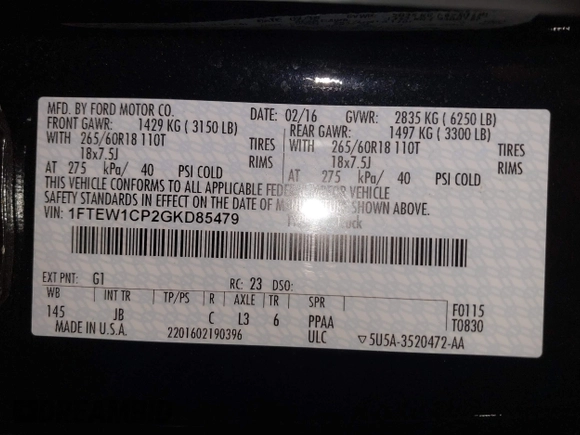 MFD. BY FORD MOTOR CO.
DATE: 02/16 GVWR: 2835 KG ( 6250 LB)
FRONT GAWR: 1429 KG ( 3150 LB) REAR GAWR: 1497 KG ( 3300 LB)
WITH 265/60R18 110T TIRES WITH 265/60R18 110T TIRES
18x7.5J RIMS 18x7.5J RIMS
AT 275 kPa/ 40 PSI COLD AT 275 kPa/ 40 PSI COLD
THIS VEHICLE CONFORMS TO ALL APPLICABLE FEDERAL MOTOR VEHICLE
SAFETY STANDARDS IN EFFECT ON THE DATE OF MANUFACTURE SHOWN ABOVE.
VIN: 1FTEW1CP2GKD85479
EXT PNT: G1 RC: 23 DSO:
WB INT TR TP/PS R AXLE TR SPR
145 JB C L3 6 PPAA
ULC
F0115
T0830
MADE IN U.S.A. 2201602190396
▽5U5A-3520472-AA